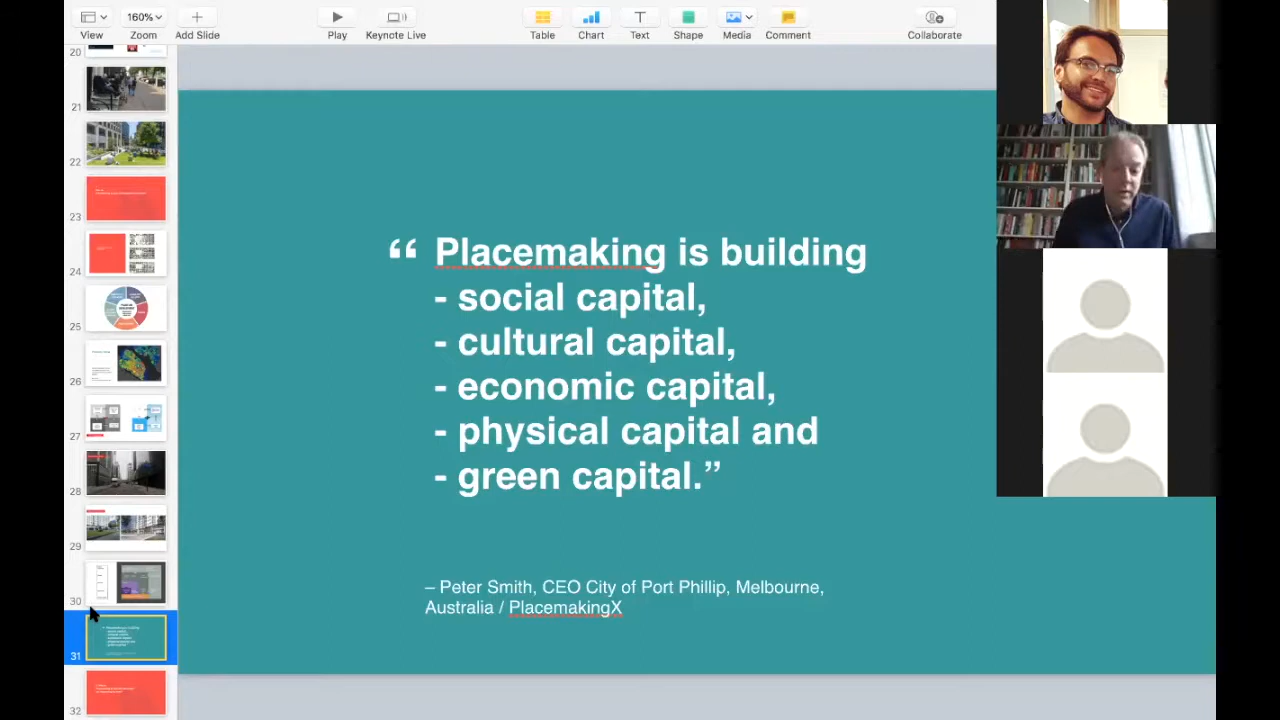 160%
View
Zoom
Add Slide
Play
Keynote Live
Table
Chart
Text
Shape
Media
Comment
Collaborate
20
21
22
23
24
25
26
27
28
29
30
31
32
“ Placemaking is building
- social capital,
- cultural capital,
- economic capital,
- physical capital and
- green capital.”
– Peter Smith, CEO City of Port Phillip, Melbourne,
Australia / PlacemakingX